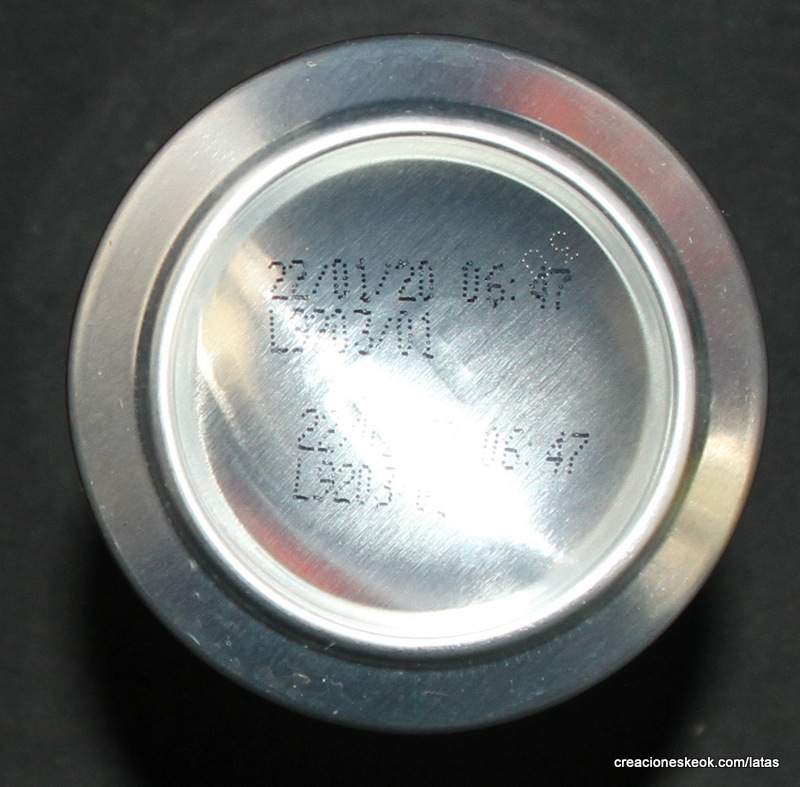 22/01/20 06:47
L3203/01
06:47
L3203
creacioneskeok.com/latas